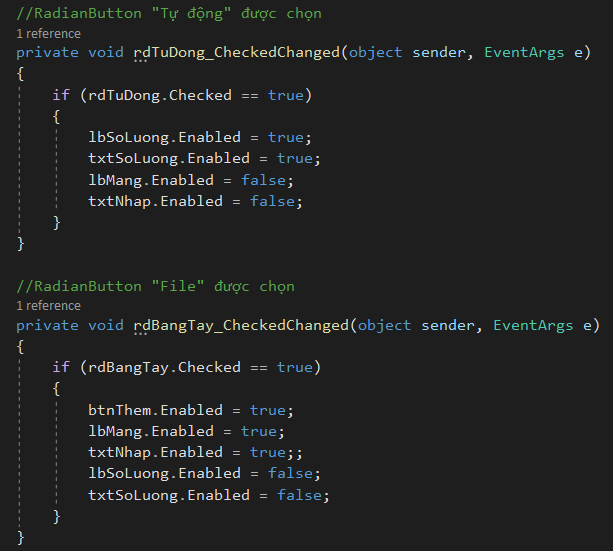 //RadianButton "Tự động" được chọn
1 reference
private void rdTuDong_CheckedChanged(object sender, EventArgs e)
{
if (rdTuDong.Checked == true)
{
lbSoLuong.Enabled = true;
txtSoLuong.Enabled = true;
lbMang.Enabled = false;
txtNhap.Enabled = false;
}
}
//RadianButton "File" được chọn
1 reference
private void rdBangTay_CheckedChanged(object sender, EventArgs e)
{
if (rdBangTay.Checked == true)
{
btnThem.Enabled = true;
lbMang.Enabled = true;
txtNhap.Enabled = true;;
lbSoLuong.Enabled = false;
txtSoLuong.Enabled = false;
}
}